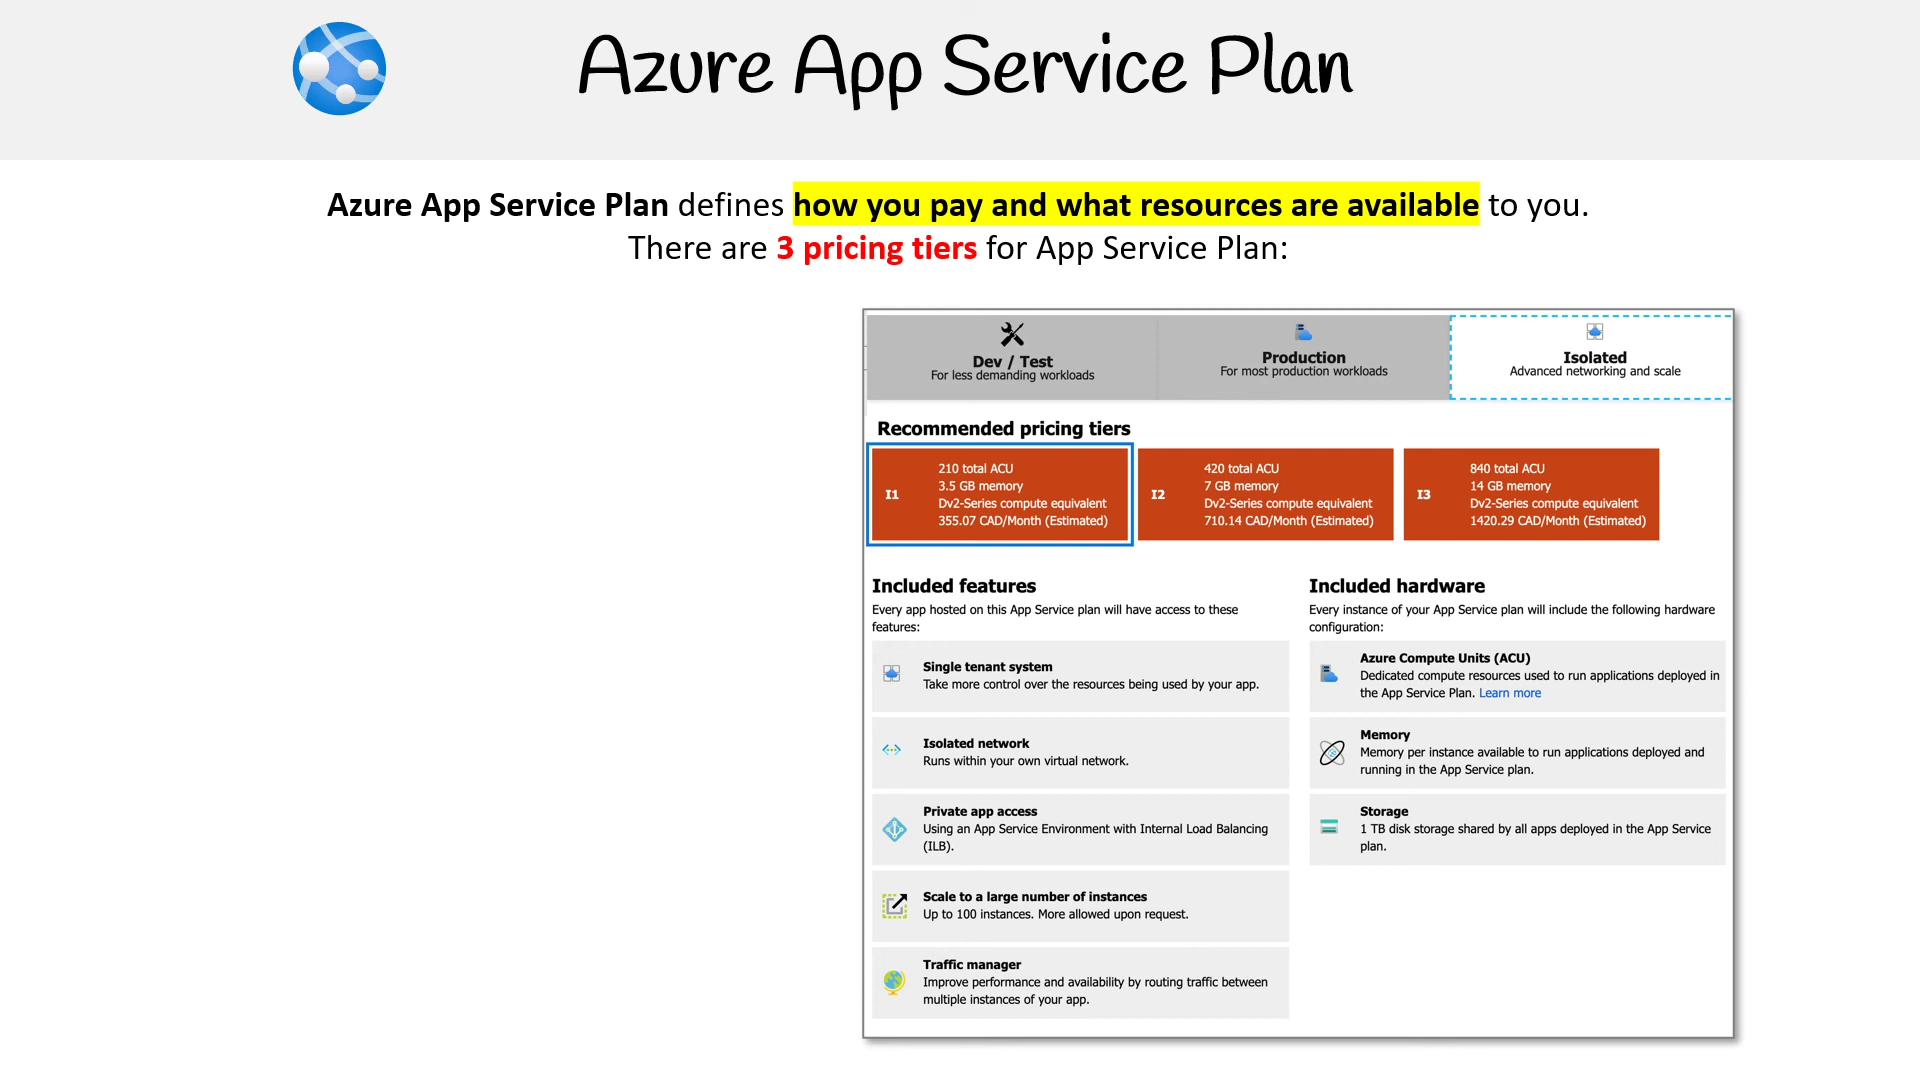 Azure App Service Plan
Azure App Service Plan defines how you pay and what resources are available to you.
There are 3 pricing tiers for App Service Plan:
Dev / Test
For less demanding workloads
Production
For most production workloads
Isolated
Advanced networking and scale
Recommended pricing tiers
I1
210 total ACU
3.5 GB memory
Dv2-Series compute equivalent
355.07 CAD/Month (Estimated)
I2
420 total ACU
7 GB memory
Dv2-Series compute equivalent
710.14 CAD/Month (Estimated)
I3
840 total ACU
14 GB memory
Dv2-Series compute equivalent
1420.29 CAD/Month (Estimated)
Included features
Every app hosted on this App Service plan will have access to these
features:
Single tenant system
Take more control over the resources being used by your app.
Isolated network
Runs within your own virtual network.
Private app access
Using an App Service Environment with Internal Load Balancing
(ILB).
Scale to a large number of instances
Up to 100 instances. More allowed upon request.
Traffic manager
Improve performance and availability by routing traffic between
multiple instances of your app.
Included hardware
Every instance of your App Service plan will include the following hardware
configuration:
Azure Compute Units (ACU)
Dedicated compute resources used to run applications deployed in
the App Service Plan. Learn more
Memory
Memory per instance available to run applications deployed and
running in the App Service plan.
Storage
1 TB disk storage shared by all apps deployed in the App Service
plan.